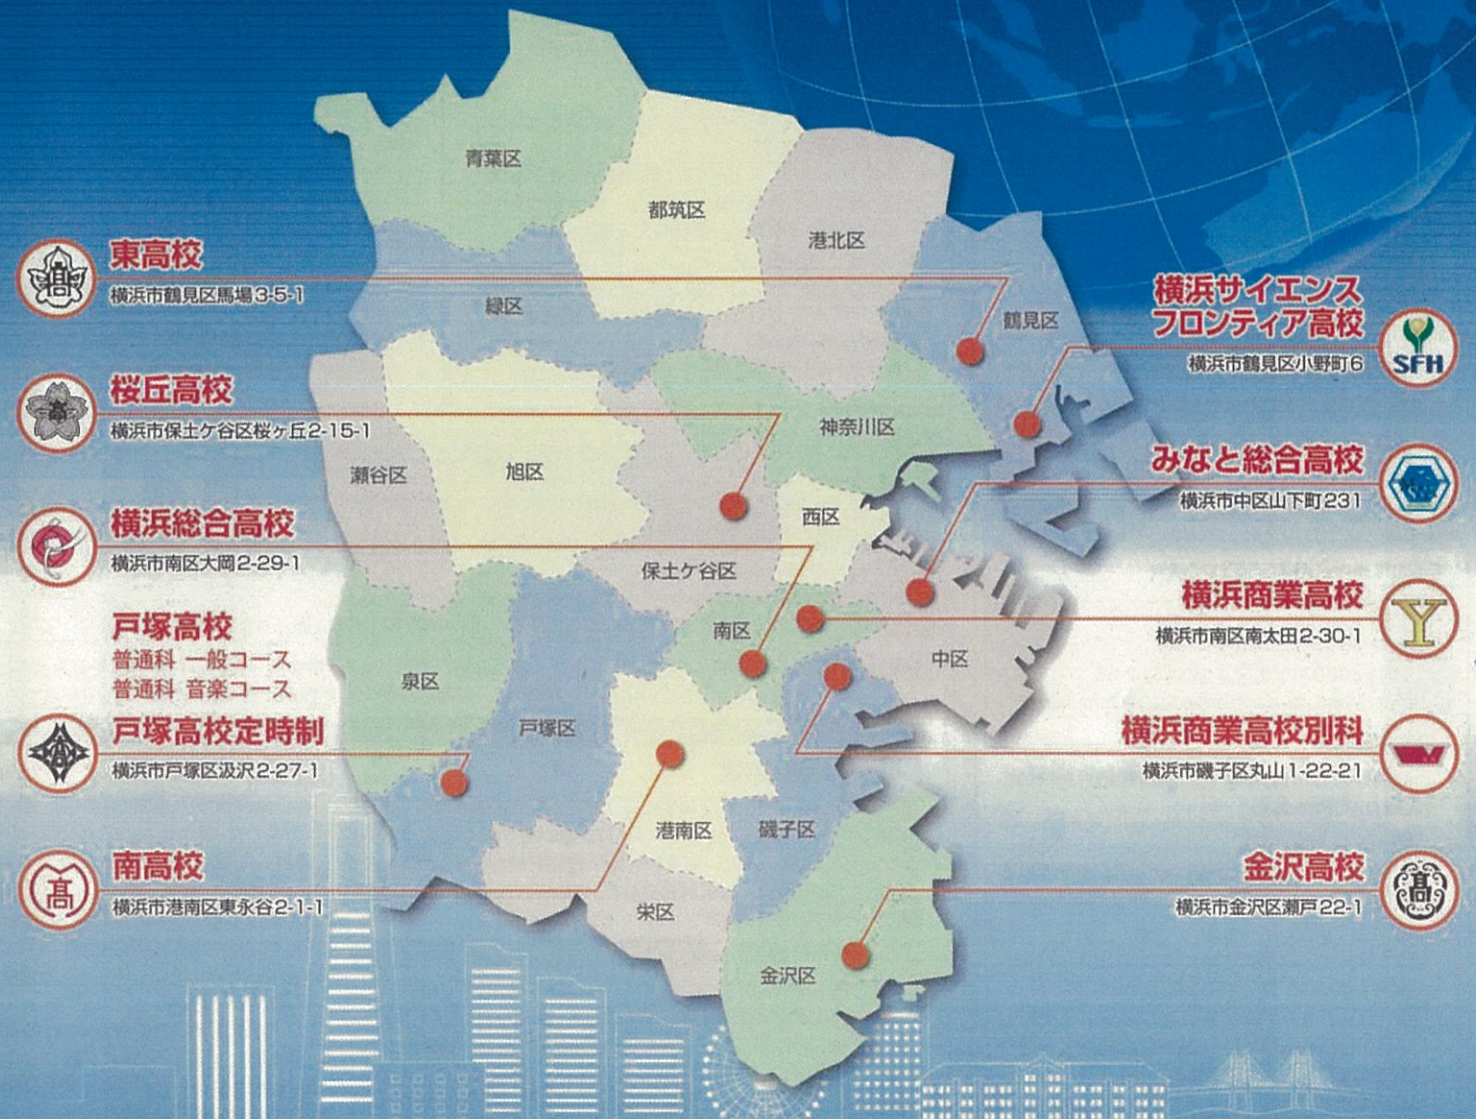 東高校
横浜市鶴見区馬場3-5-1
桜丘高校
横浜市保土ケ谷区桜ヶ丘2-15-1
横浜総合高校
横浜市南区大岡2-29-1
戸塚高校
普通科 一般コース
普通科 音楽コース
戸塚高校定時制
横浜市戸塚区汲沢2-27-1
南高校
横浜市港南区東永谷2-1-1
高
高
高
青葉区
都筑区
港北区
緑区
鶴見区
神奈川区
瀬谷区
旭区
西区
保土ケ谷区
南区
中区
泉区
戸塚区
港南区
磯子区
栄区
金沢区
横浜サイエンス
フロンティア高校
横浜市鶴見区小野町6
SFH
みなと総合高校
横浜市中区山下町231
横浜商業高校
横浜市南区南太田2-30-1
Y
横浜商業高校別科
横浜市磯子区丸山1-22-21
金沢高校
横浜市金沢区瀬戸22-1
高